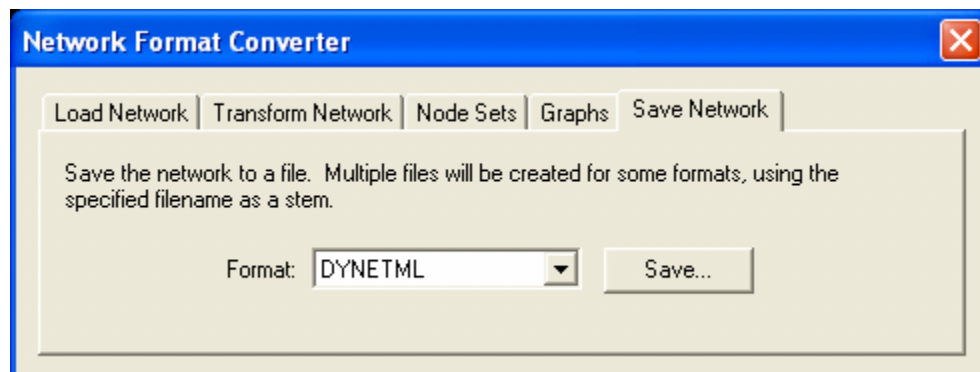 Network Format Converter
Load Network Transform Network Node Sets Graphs Save Network
Save the network to a file. Multiple files will be created for some formats, using the
specified filename as a stem.
Format: DYNETML Save...